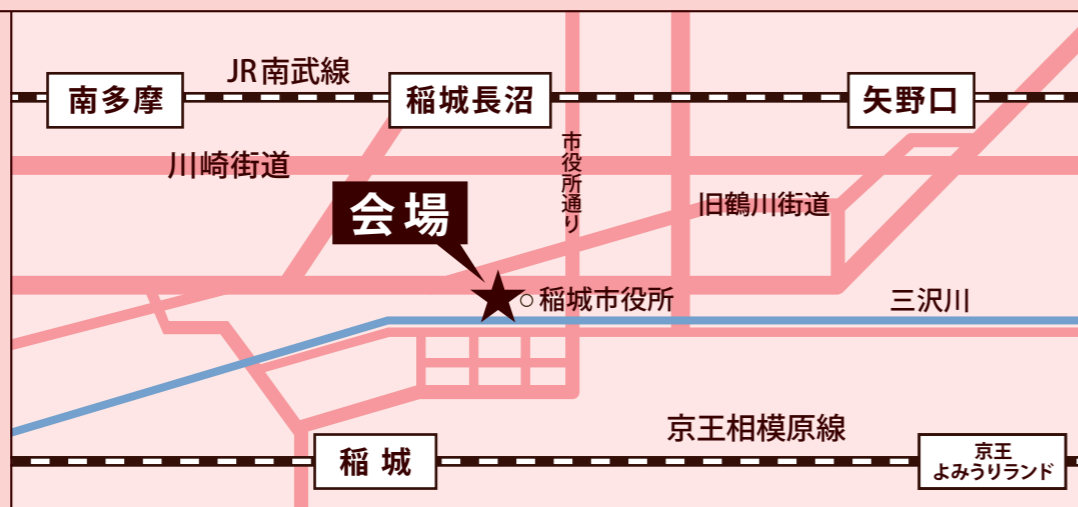 JR南武線
南多摩
稲城長沼
矢野口
川崎街道
市役所通り
会場
旧鶴川街道
稲城市役所
三沢川
京王相模原線
稲城
京王
よみうりランド